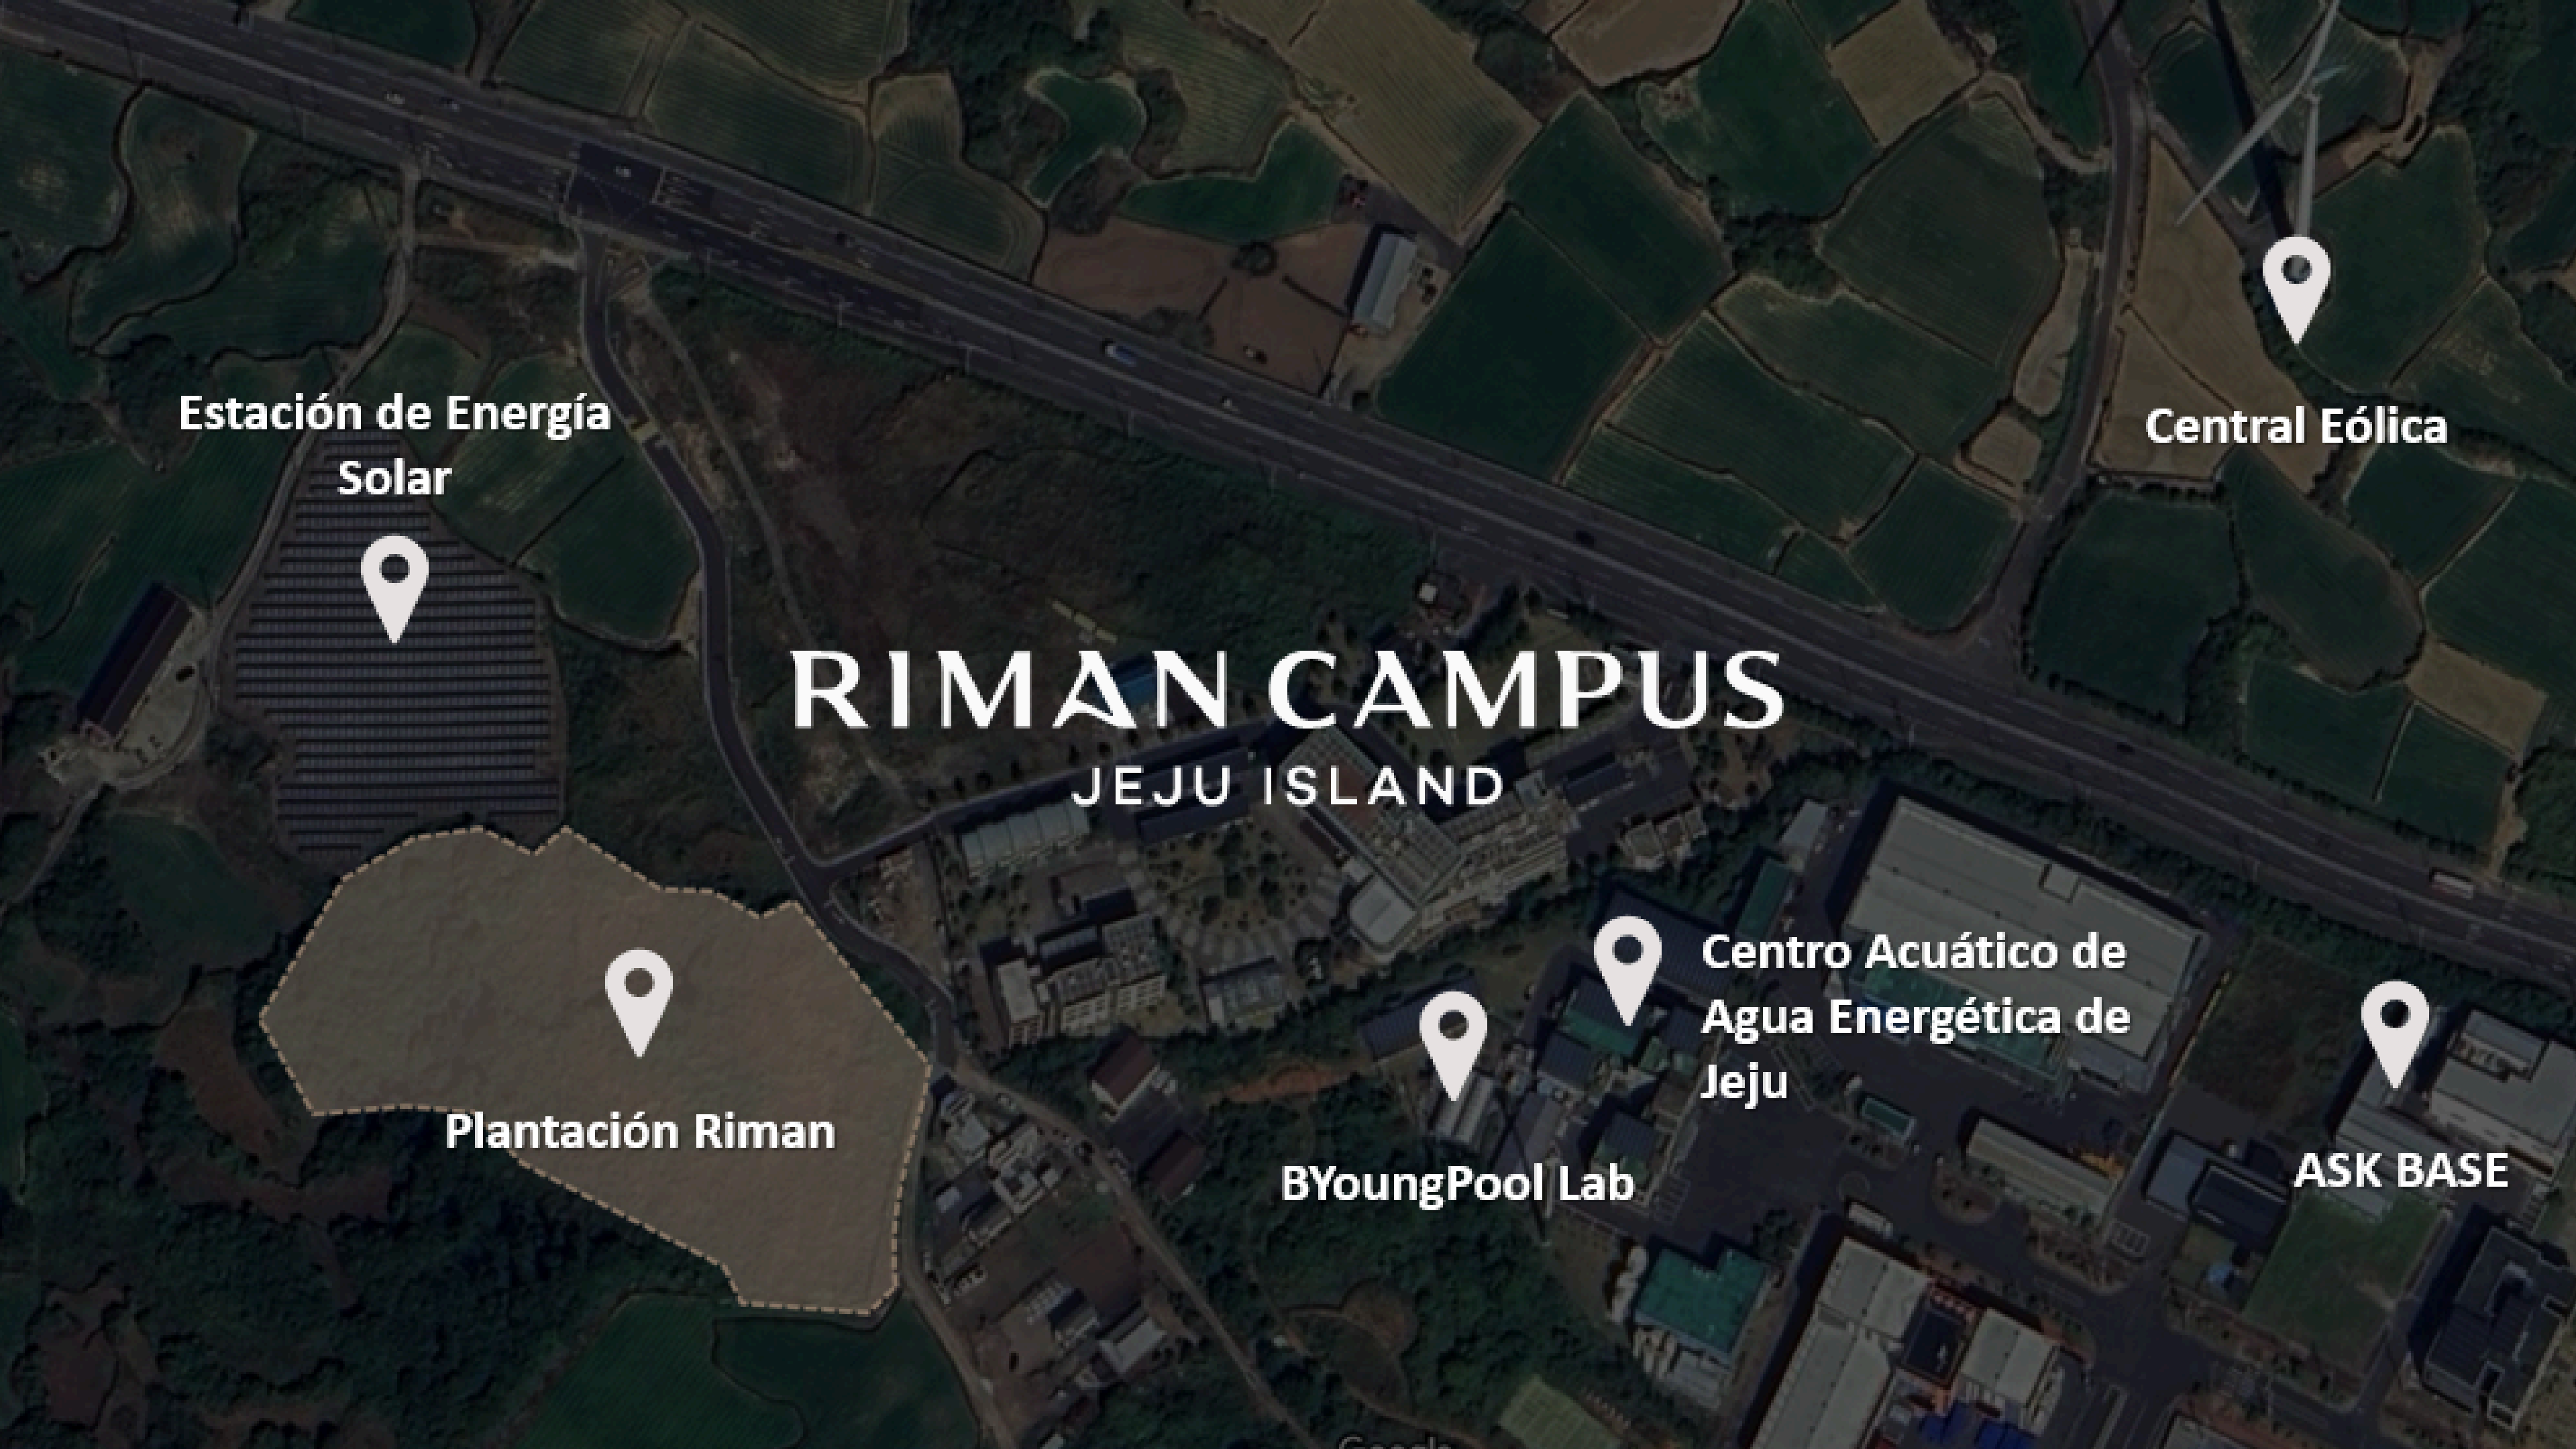 Estación de Energía
Solar
Central Eólica
RIMAN CAMPUS
JEJU ISLAND
Plantación Riman
Centro Acuático de
Agua Energética de
Jeju
BYoungPool Lab
ASK BASE
Google